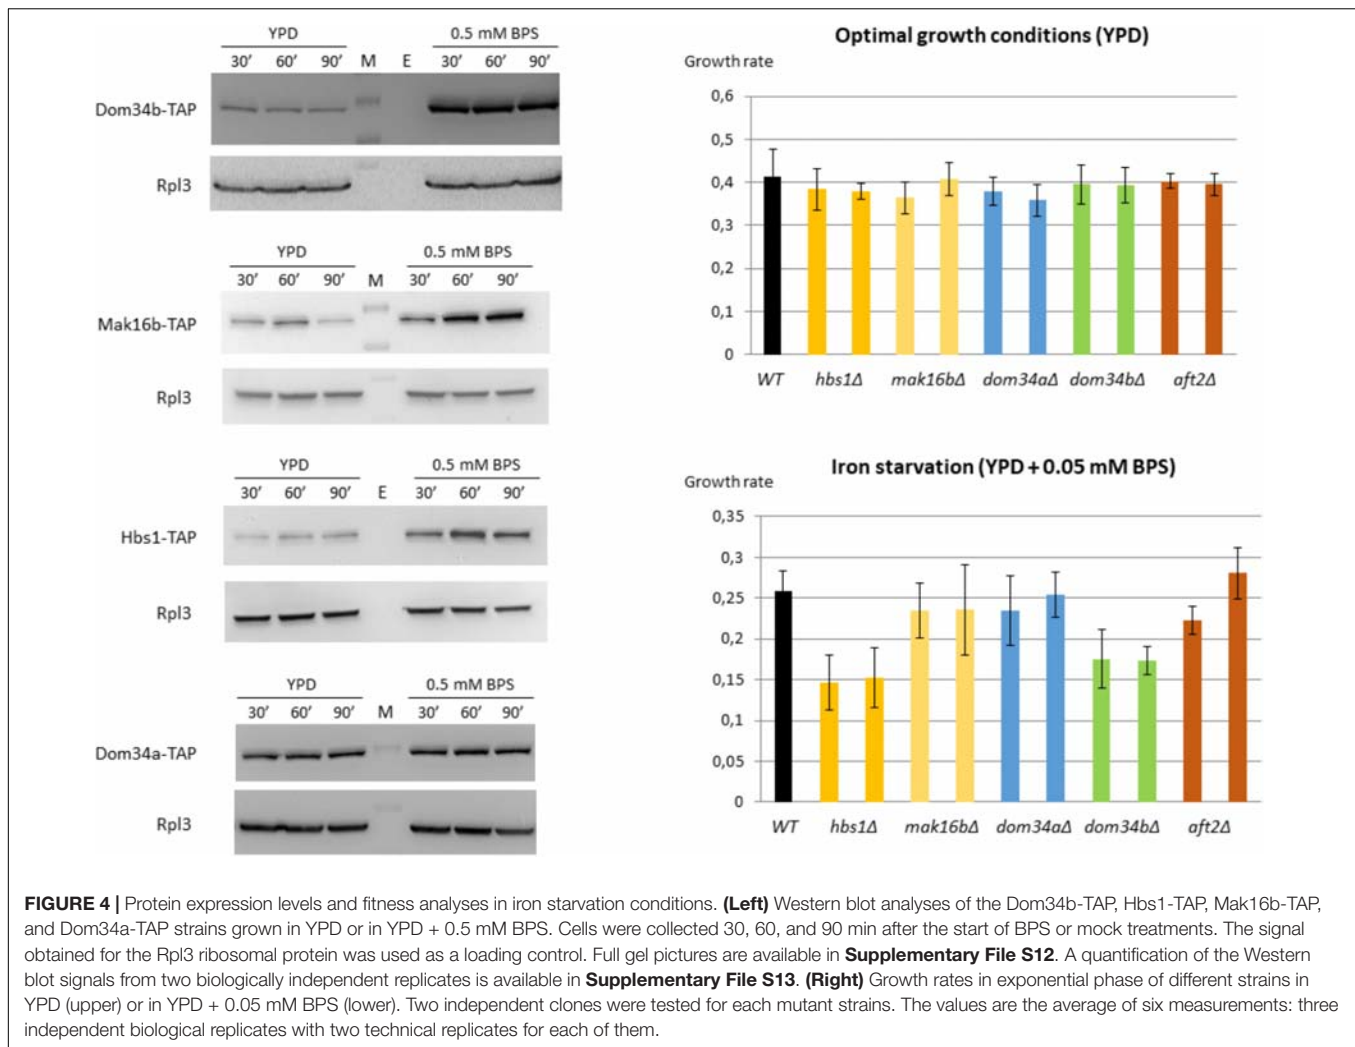 YPD
0.5 mM BPS
30′ 60′ 90′ M E 30′ 60′ 90′
Dom34b-TAP
Rpl3
YPD
0.5 mM BPS
30′ 60′ 90′ M 30′ 60′ 90′
Mak16b-TAP
Rpl3
YPD
0.5 mM BPS
30′ 60′ 90′ E 30′ 60′ 90′
Hbs1-TAP
Rpl3
YPD
0.5 mM BPS
30′ 60′ 90′ M 30′ 60′ 90′
Dom34a-TAP
Rpl3
Optimal growth conditions (YPD)
Growth rate
0,6
0,5
0,4
0,3
0,2
0,1
0
WT hbs1Δ mak16bΔ dom34aΔ dom34bΔ aft2Δ
Iron starvation (YPD + 0.05 mM BPS)
Growth rate
0,35
0,3
0,25
0,2
0,15
0,1
0,05
0
WT hbs1Δ mak16bΔ dom34aΔ dom34bΔ aft2Δ
FIGURE 4 | Protein expression levels and fitness analyses in iron starvation conditions. (Left) Western blot analyses of the Dom34b-TAP, Hbs1-TAP, Mak16b-TAP,
and Dom34a-TAP strains grown in YPD or in YPD + 0.5 mM BPS. Cells were collected 30, 60, and 90 min after the start of BPS or mock treatments. The signal
obtained for the Rpl3 ribosomal protein was used as a loading control. Full gel pictures are available in Supplementary File S12. A quantification of the Western
blot signals from two biologically independent replicates is available in Supplementary File S13. (Right) Growth rates in exponential phase of different strains in
YPD (upper) or in YPD + 0.05 mM BPS (lower). Two independent clones were tested for each mutant strains. The values are the average of six measurements: three
independent biological replicates with two technical replicates for each of them.